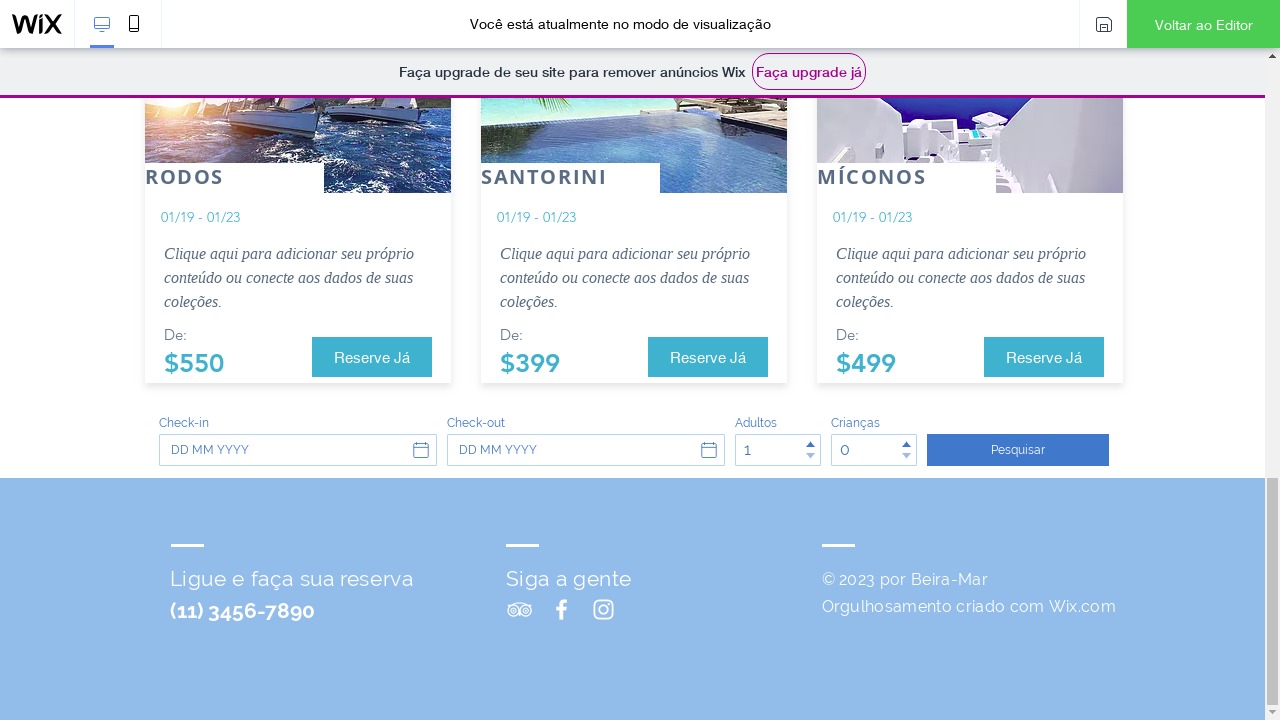 WiX
Você está atualmente no modo de visualização
Voltar ao Editor
Faça upgrade de seu site para remover anúncios Wix
Faça upgrade já
RODOS
01/19 - 01/23
Clique aqui para adicionar seu próprio
conteúdo ou conecte aos dados de suas
coleções.
De:
$550
Reserve Já
SANTORINI
01/19 - 01/23
Clique aqui para adicionar seu próprio
conteúdo ou conecte aos dados de suas
coleções.
De:
$399
Reserve Já
MÍCONOS
01/19 - 01/23
Clique aqui para adicionar seu próprio
conteúdo ou conecte aos dados de suas
coleções.
De:
$499
Reserve Já
Check-in
DD MM YYYY
Check-out
DD MM YYYY
Adultos
1
Crianças
0
Pesquisar
Ligue e faça sua reserva
(11) 3456-7890
Siga a gente
© 2023 por Beira-Mar
Orgulhosamento criado com Wix.com